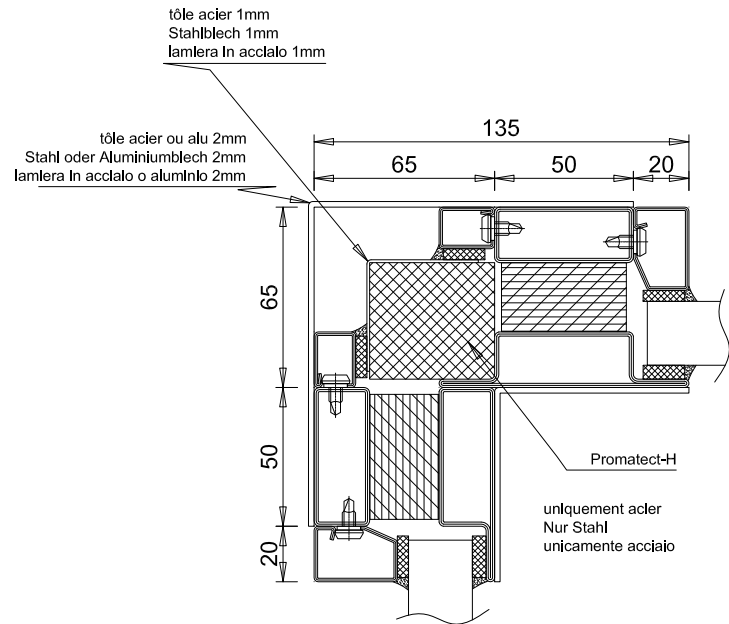 tôle acier 1mm
Stahlblech 1mm
lamiera in acciaio 1mm
tôle acier ou alu 2mm
Stahl oder Aluminiumblech 2mm
lamiera in acciaio o aluminio 2mm
135
65
50
20
65
50
20
Promatect-H
uniquement acier
Nur Stahl
unicamente acciaio